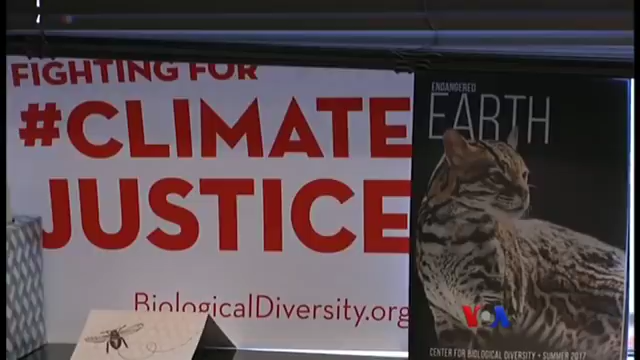 FIGHTING FOR
#CLIMATE
JUSTICE
BiologicalDiversity.org
ENDANGERED
EARTH
VOA
CENTER FOR BIOLOGICAL DIVERSITY • SUMMER 2017